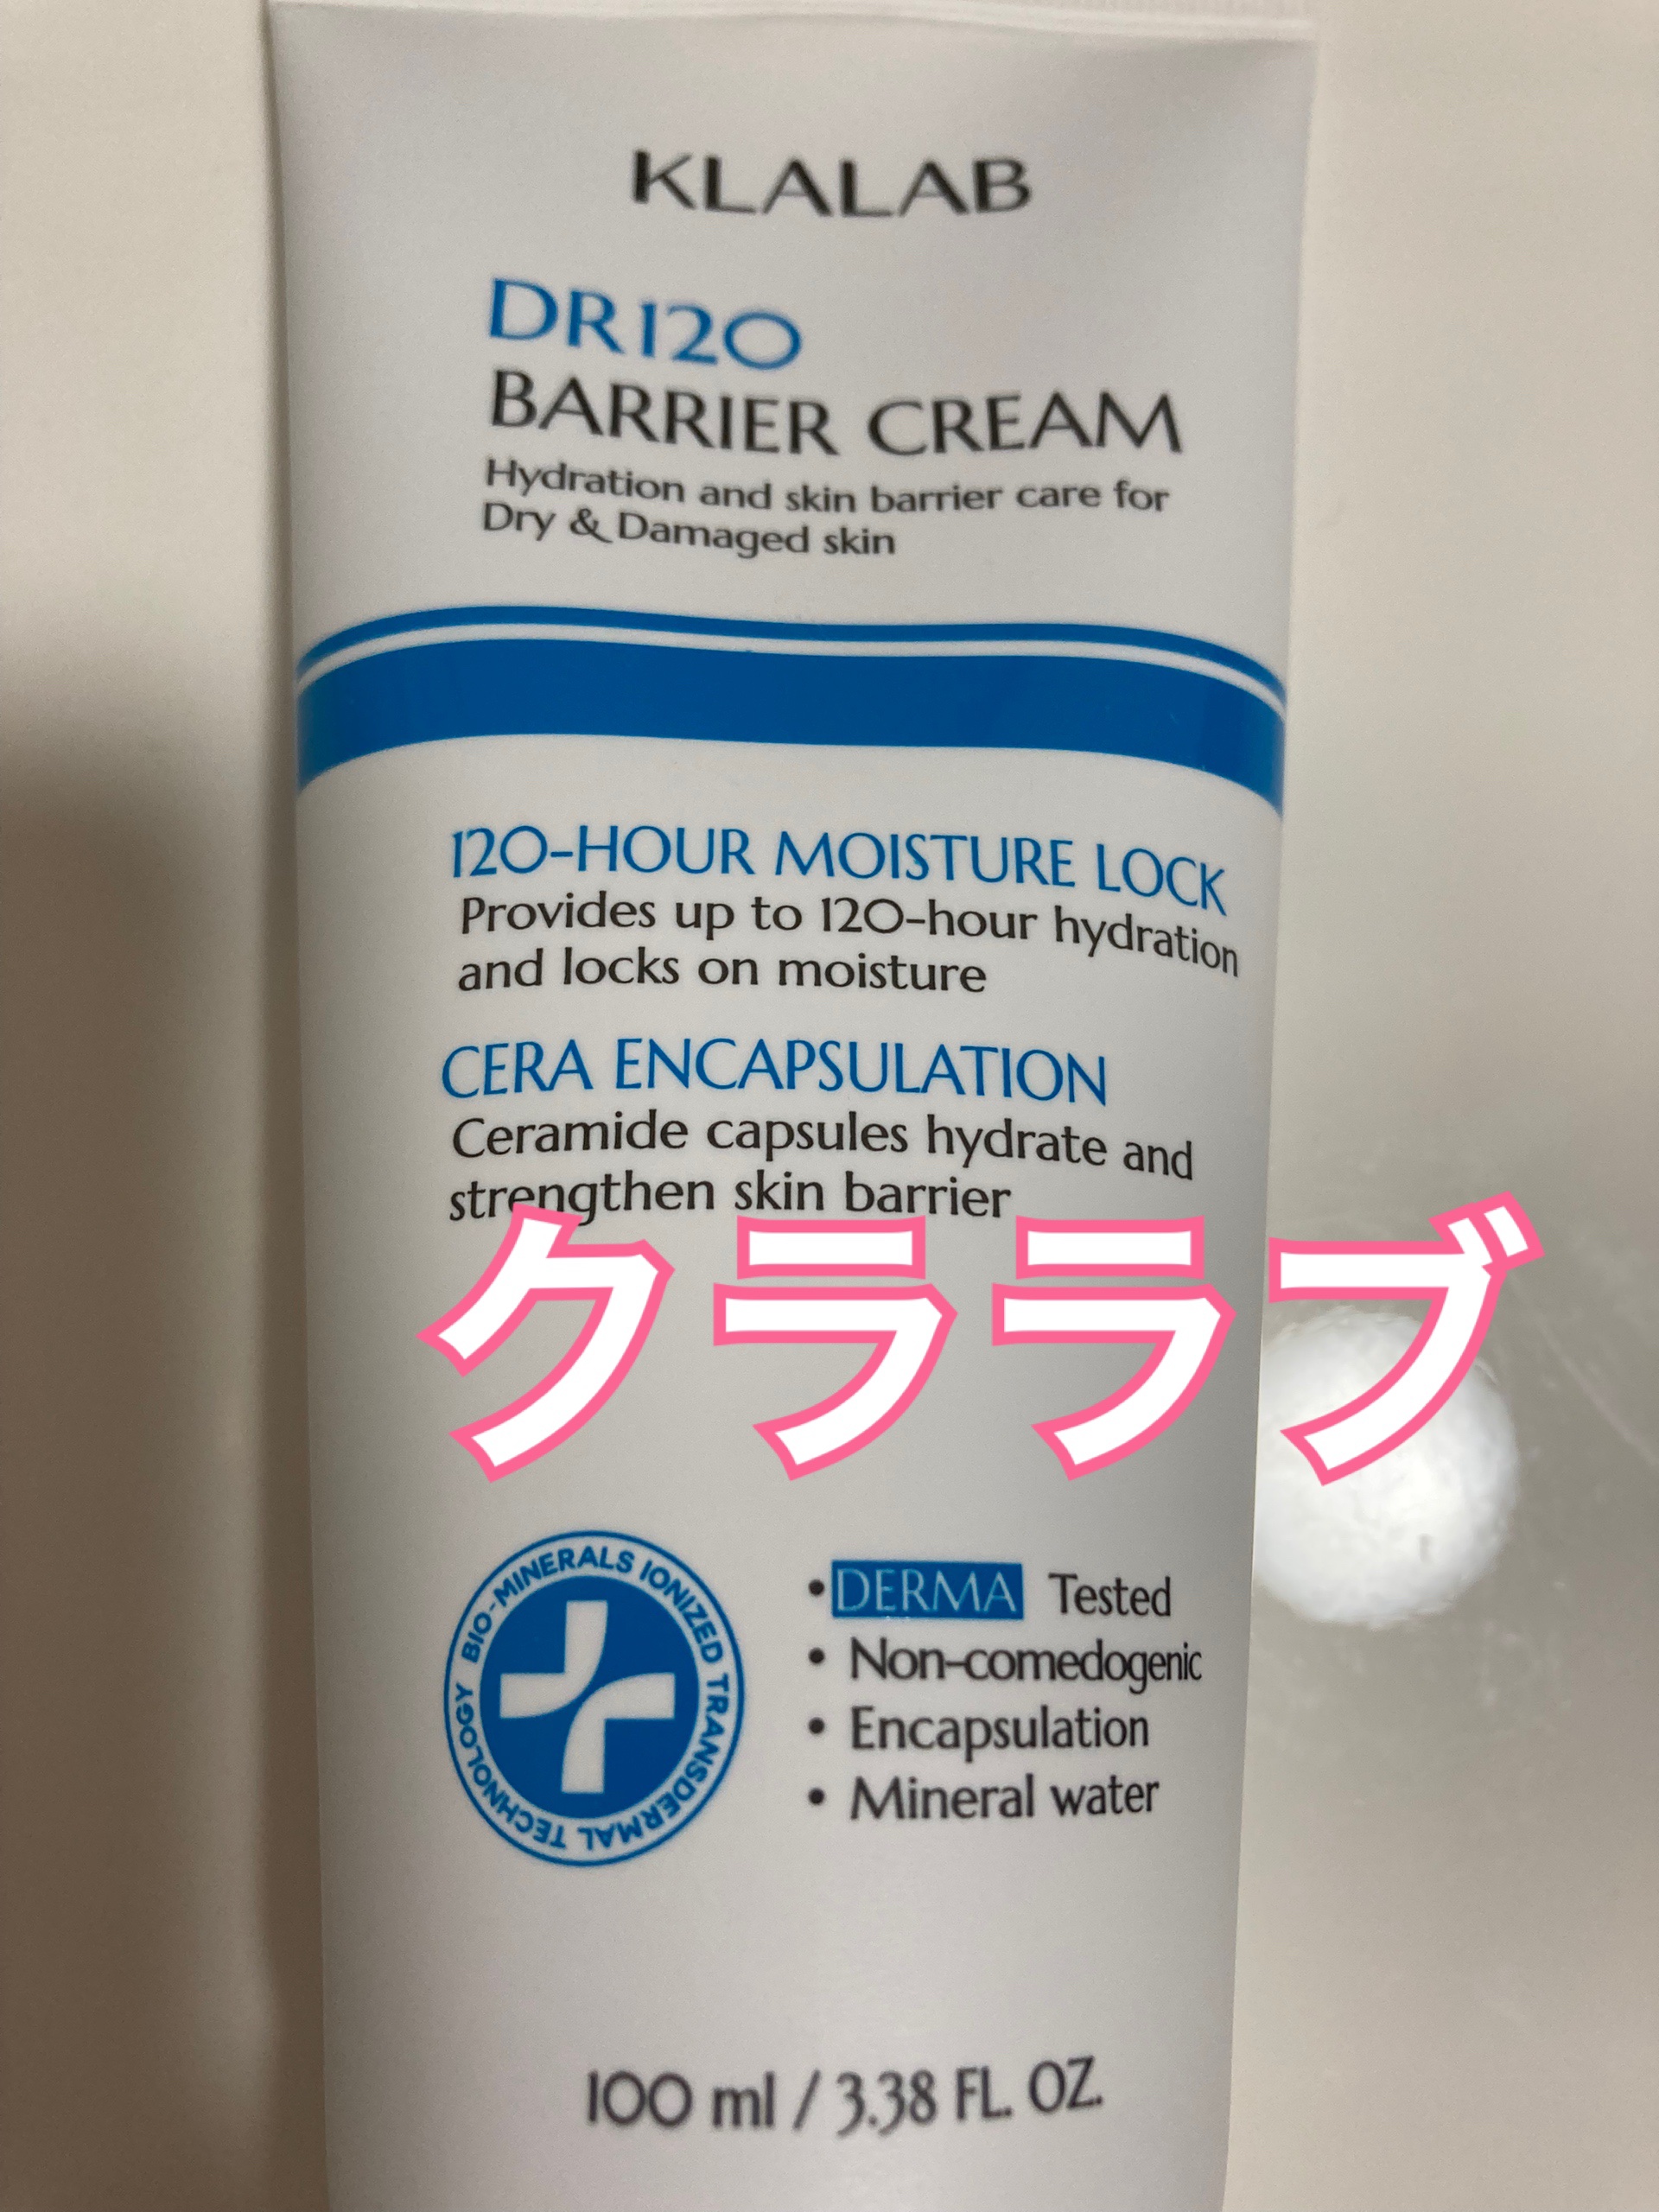 KLALAB
DR120
BARRIER CREAM
Hydration and skin barrier care for
Dry & Damaged skin
120-HOUR MOISTURE LOCK
Provides up to 120-hour hydration
and locks on moisture
CERA ENCAPSULATION
Ceramide capsules hydrate and
strengthen skin barrier
クララブ
BIO-MINERALS IONIZED TRANSDERMAL TECHNOLOGY
•DERMA Tested
• Non-comedogenic
• Encapsulation
• Mineral water
100 ml / 3.38 FL. OZ.